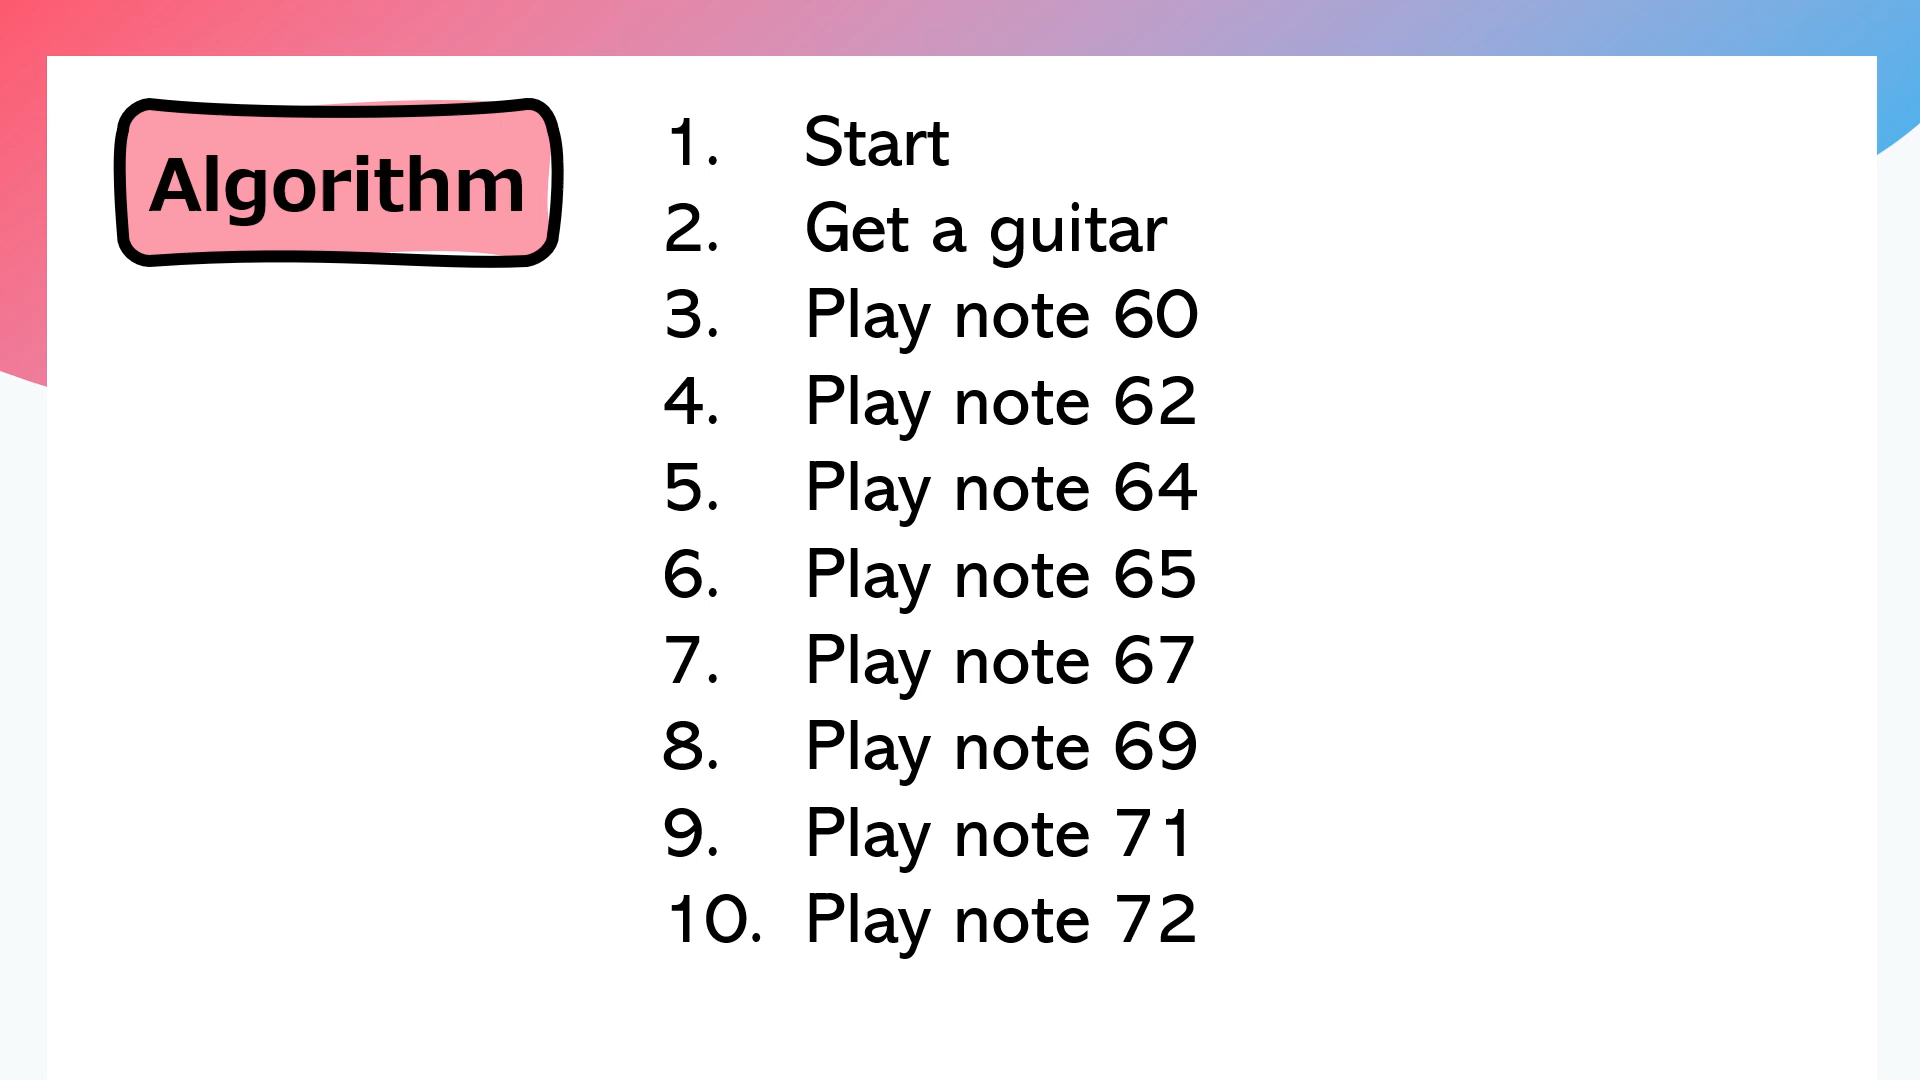 Algorithm
1. Start
2. Get a guitar
3. Play note 60
4. Play note 62
5. Play note 64
6. Play note 65
7. Play note 67
8. Play note 69
9. Play note 71
10. Play note 72